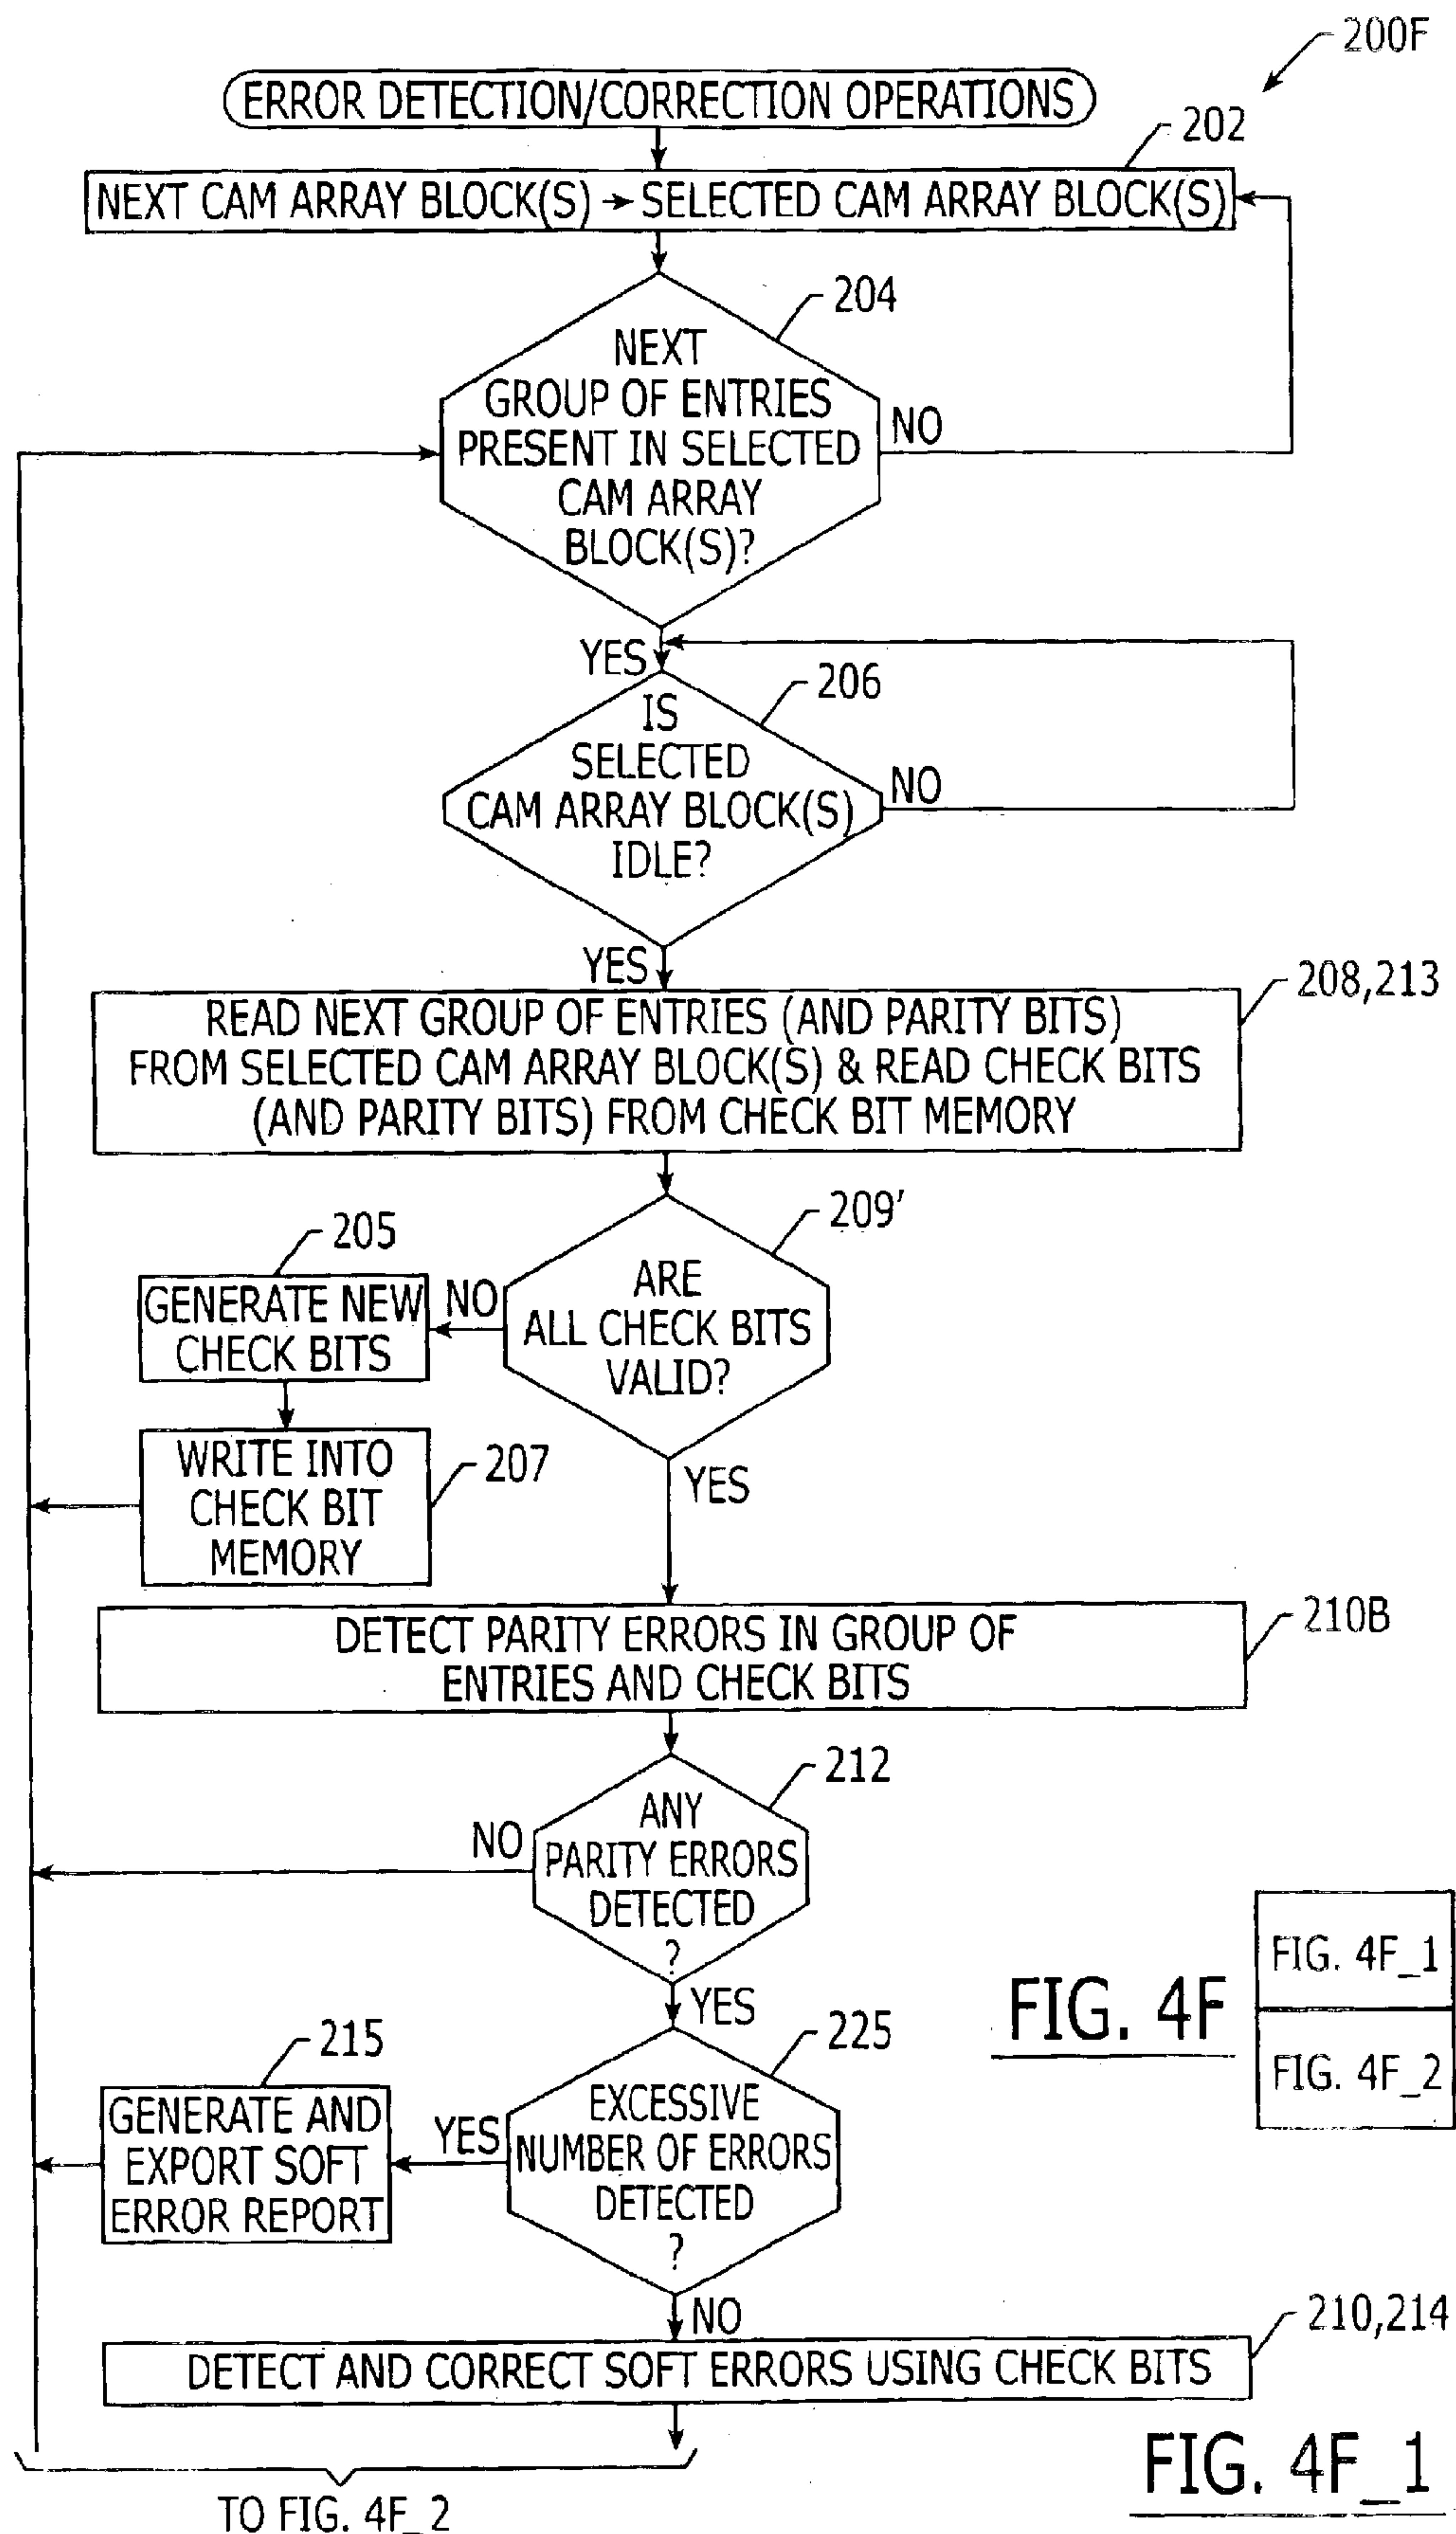 200F
ERROR DETECTION/CORRECTION OPERATIONS
202
NEXT CAM ARRAY BLOCK(S) → SELECTED CAM ARRAY BLOCK(S)
204
NEXT
GROUP OF ENTRIES
PRESENT IN SELECTED
CAM ARRAY
BLOCK(S)?
NO
YES
206
IS
SELECTED
CAM ARRAY BLOCK(S)
IDLE?
NO
YES
208,213
READ NEXT GROUP OF ENTRIES (AND PARITY BITS)
FROM SELECTED CAM ARRAY BLOCK(S) & READ CHECK BITS
(AND PARITY BITS) FROM CHECK BIT MEMORY
209'
ARE
ALL CHECK BITS
VALID?
NO
205
GENERATE NEW
CHECK BITS
207
WRITE INTO
CHECK BIT
MEMORY
YES
210B
DETECT PARITY ERRORS IN GROUP OF
ENTRIES AND CHECK BITS
212
ANY
PARITY ERRORS
DETECTED
?
NO
YES
225
EXCESSIVE
NUMBER OF ERRORS
DETECTED
?
YES
215
GENERATE AND
EXPORT SOFT
ERROR REPORT
NO
210,214
DETECT AND CORRECT SOFT ERRORS USING CHECK BITS
TO FIG. 4F_2
FIG. 4F
FIG. 4F_1
FIG. 4F_2
FIG. 4F_1